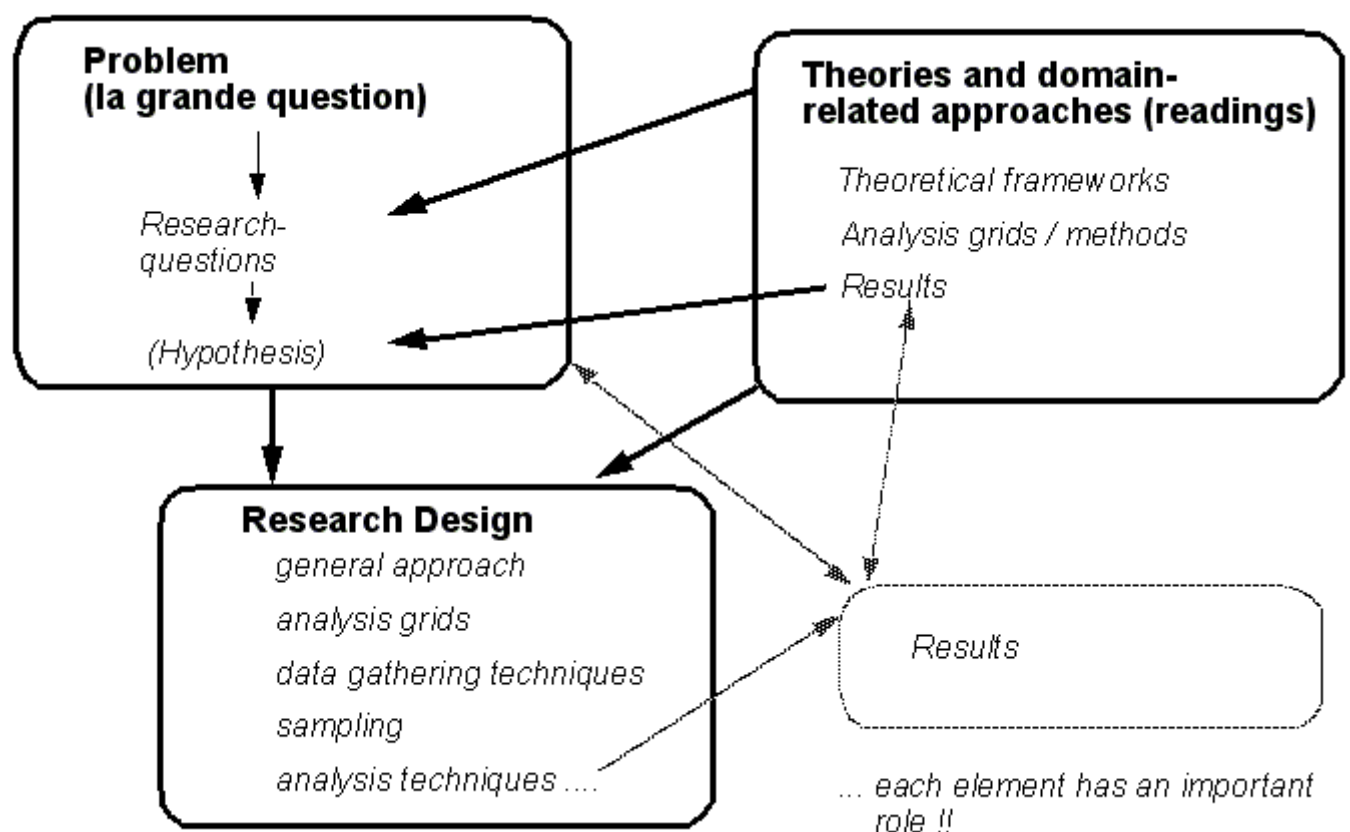 Problem
(la grande question)
Research-
questions
(Hypothesis)
Theories and domain-
related approaches (readings)
Theoretical frameworks
Analysis grids / methods
Results
Research Design
general approach
analysis grids
data gathering techniques
sampling
analysis techniques ....
Results
... each element has an important
role !!